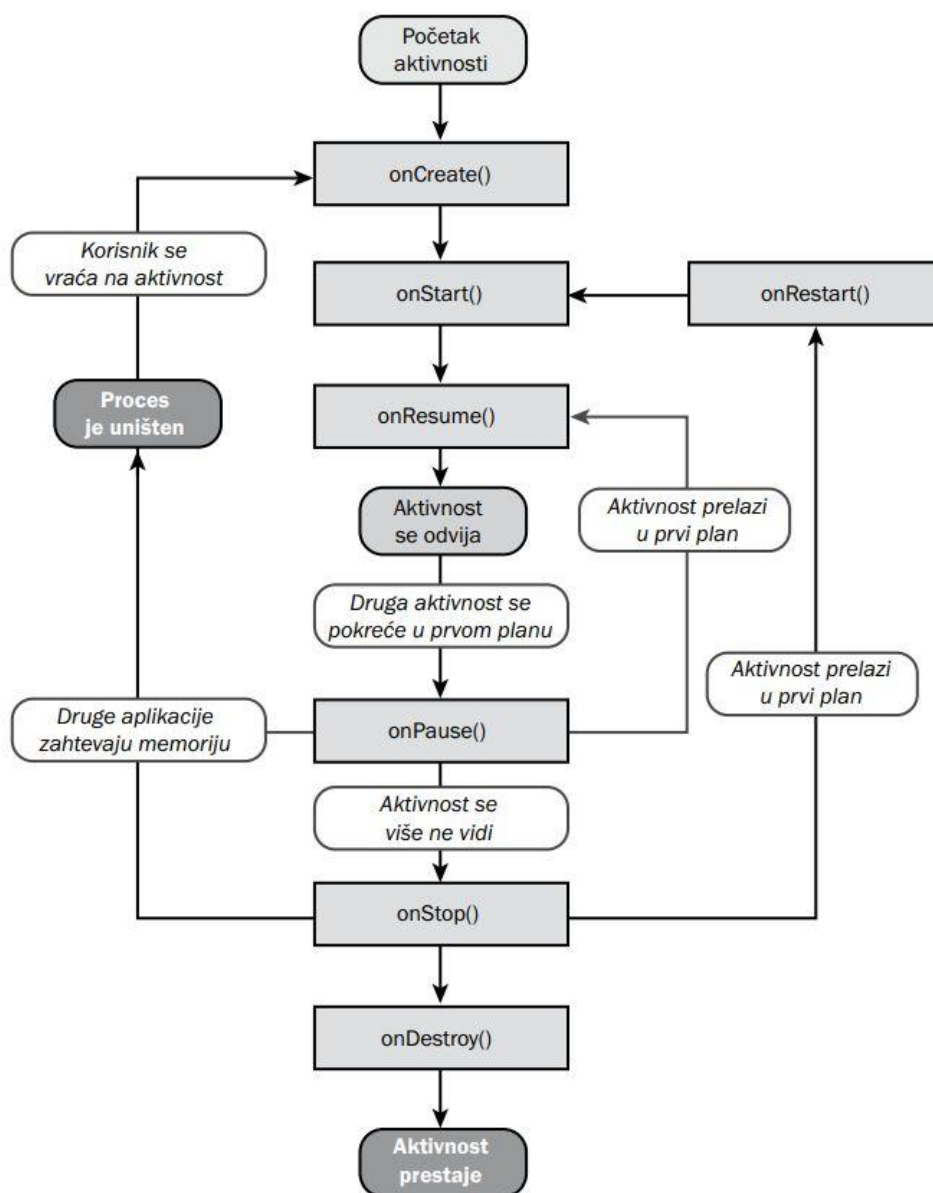 Početak
aktivnosti
onCreate()
Korisnik se
vraća na aktivnost
onStart()
onRestart()
Proces
je uništen
onResume()
Aktivnost
se odvija
Aktivnost prelazi
u prvi plan
Druga aktivnost se
pokreće u prvom planu
Aktivnost prelazi
u prvi plan
Druge aplikacije
zahtevaju memoriju
onPause()
Aktivnost se
više ne vidi
onStop()
onDestroy()
Aktivnost
prestaje